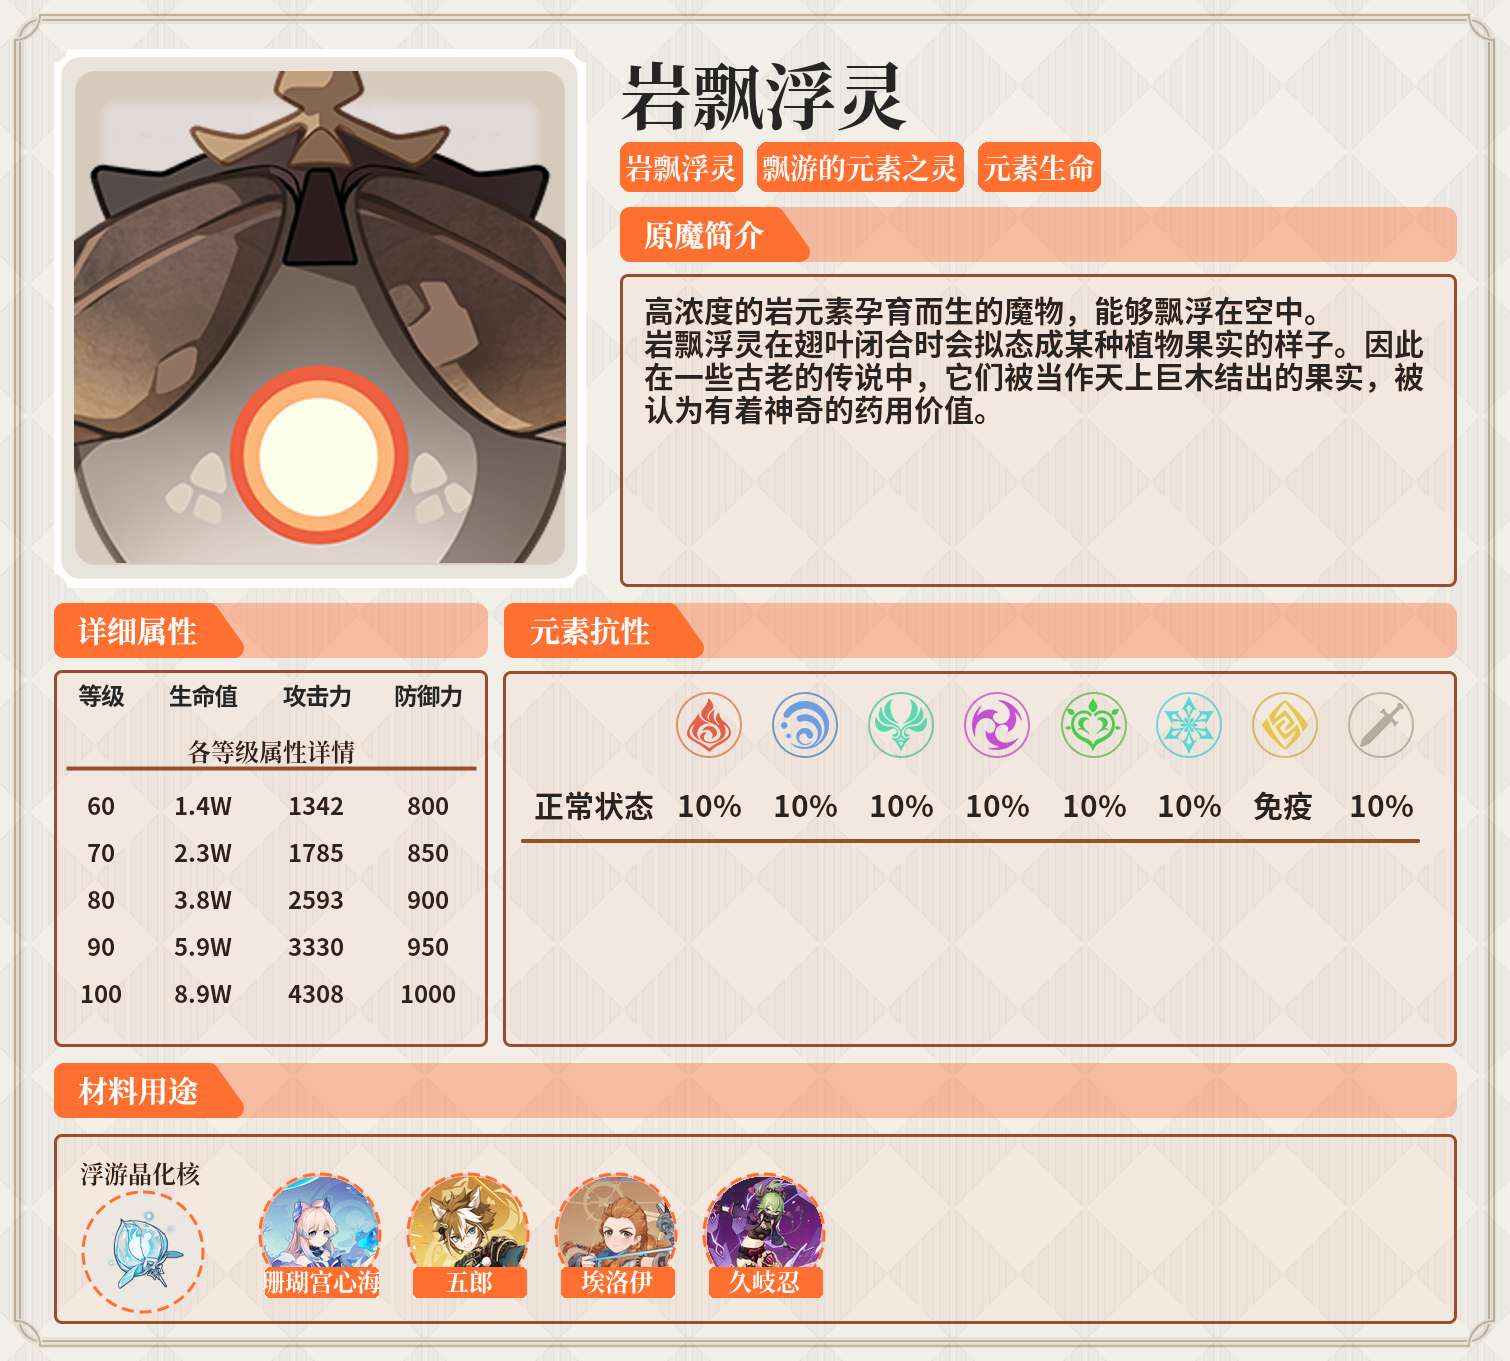 岩飘浮灵
岩飘浮灵 飘游的元素之灵 元素生命
原魔简介
高浓度的岩元素孕育而生的魔物，能够飘浮在空中。
岩飘浮灵在翅叶闭合时会拟态成某种植物果实的样子。因此
在一些古老的传说中，它们被当作天上巨木结出的果实，被
认为有着神奇的药用价值。
详细属性
等级 生命值 攻击力 防御力
各等级属性详情
60 1.4W 1342 800
70 2.3W 1785 850
80 3.8W 2593 900
90 5.9W 3330 950
100 8.9W 4308 1000
元素抗性
正常状态 10% 10% 10% 10% 10% 10% 免疫 10%
材料用途
浮游晶化核
珊瑚宫心海 五郎 埃洛伊 久岐忍